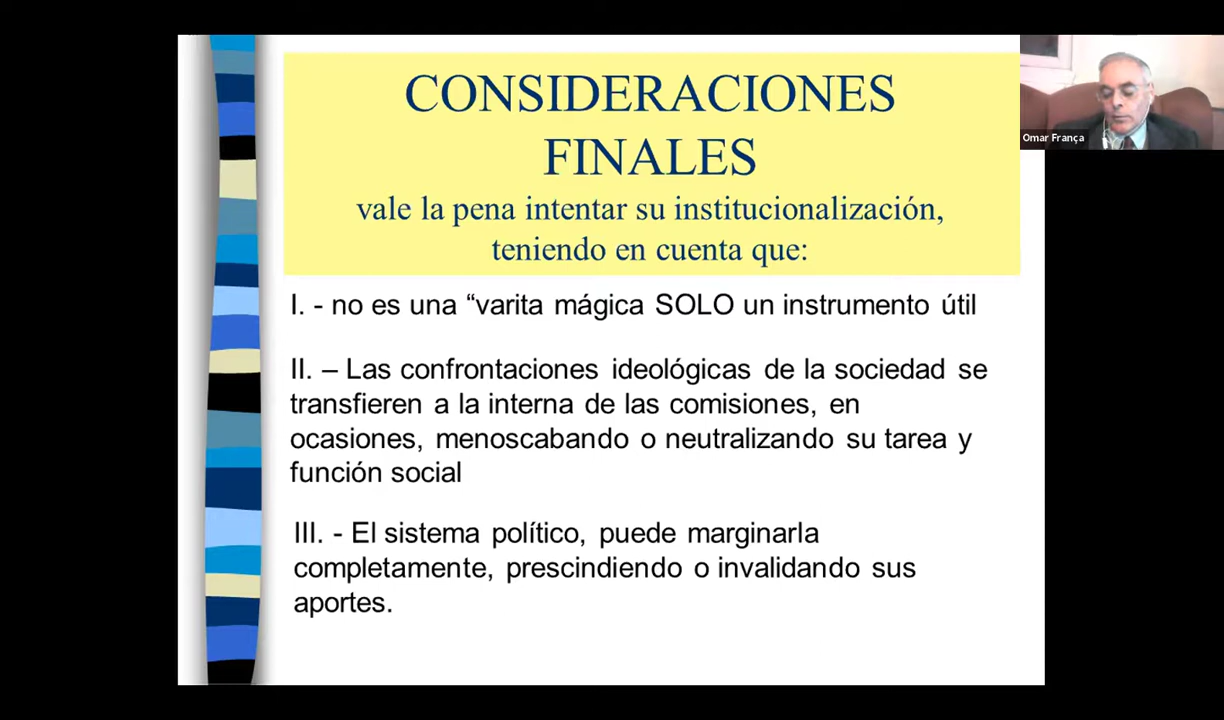 CONSIDERACIONES
FINALES
vale la pena intentar su institucionalización,
teniendo en cuenta que:
I. - no es una “varita mágica SOLO un instrumento útil
II. – Las confrontaciones ideológicas de la sociedad se
transfieren a la interna de las comisiones, en
ocasiones, menoscabando o neutralizando su tarea y
función social
III. - El sistema político, puede marginarla
completamente, prescindiendo o invalidando sus
aportes.
Omar França